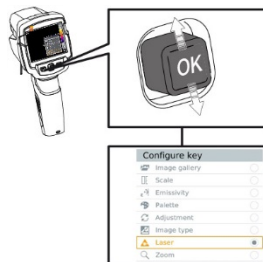 OK
Configure key
Image gallery
Scale
Emissivity
Palette
Adjustment
Image type
Laser
Zoom